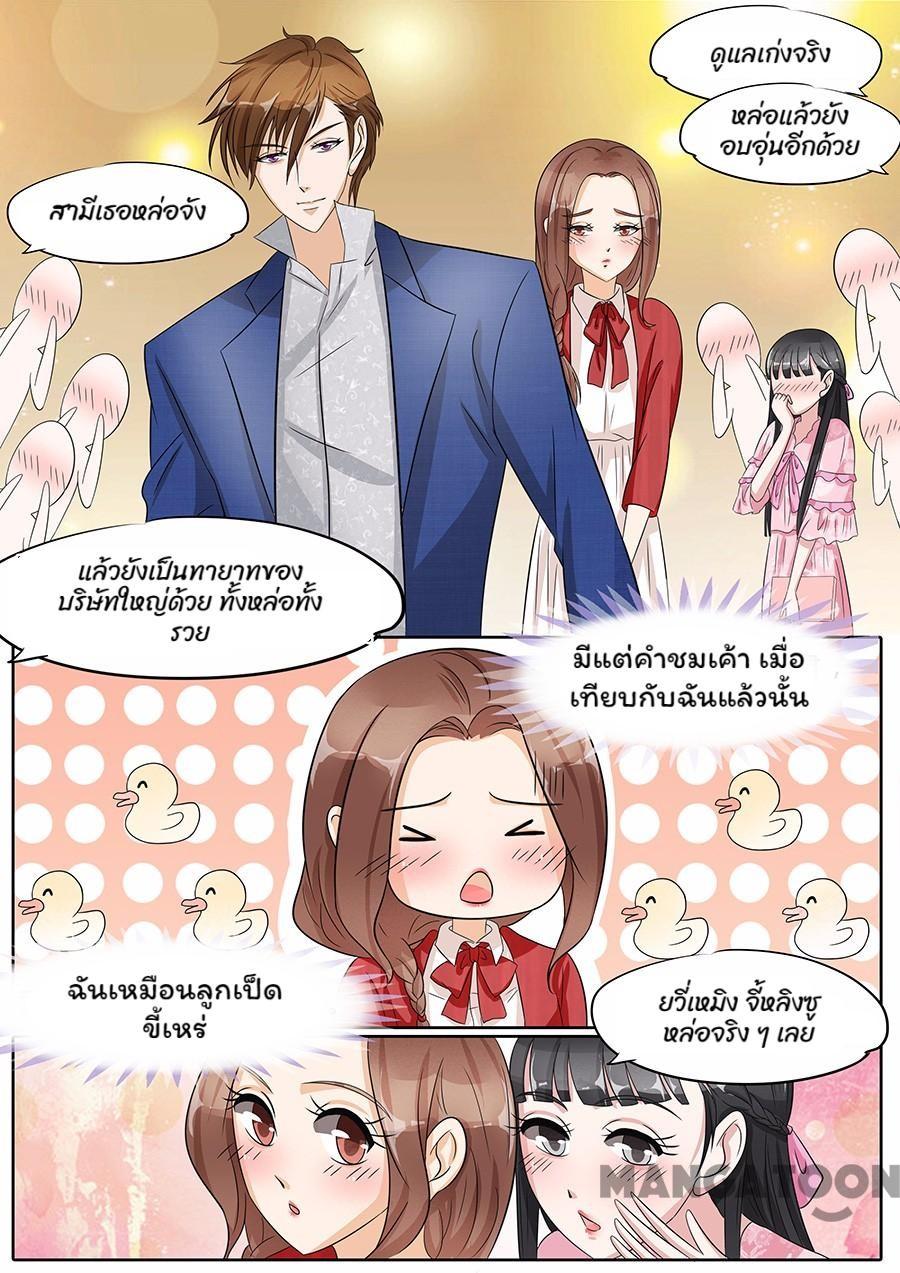 ดูแลเก่งจริง
หล่อแล้วยัง
อบอุ่นอีกด้วย
สามีเธอหล่อจัง
แล้วยังเป็นทายาทของ
บริษัทใหญ่ด้วย ทั้งหล่อทั้ง
รวย
มีแต่คำชมเค้า เมื่อ
เทียบกับฉันแล้วนั้น
ฉันเหมือนลูกเป็ด
ขี้เหร่
ยวี่เหมิง จี้หลิงซู
หล่อจริง ๆ เลย
MANGATOON